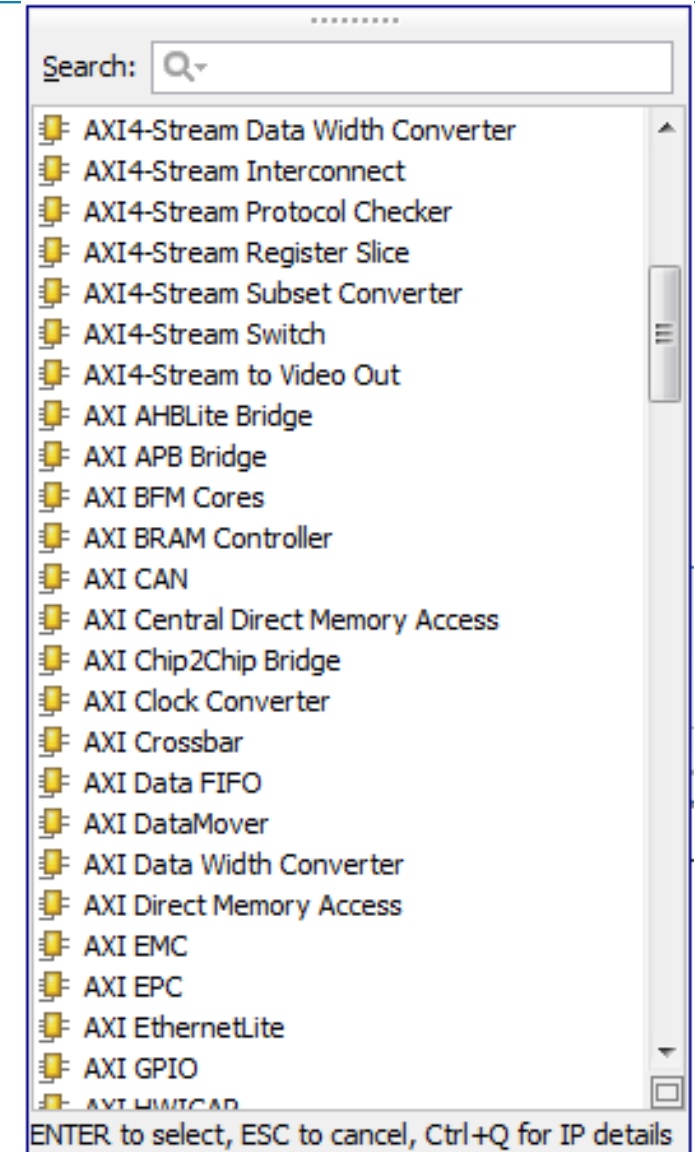 Search:
AXI4-Stream Data Width Converter
AXI4-Stream Interconnect
AXI4-Stream Protocol Checker
AXI4-Stream Register Slice
AXI4-Stream Subset Converter
AXI4-Stream Switch
AXI4-Stream to Video Out
AXI AHBLite Bridge
AXI APB Bridge
AXI BFM Cores
AXI BRAM Controller
AXI CAN
AXI Central Direct Memory Access
AXI Chip2Chip Bridge
AXI Clock Converter
AXI Crossbar
AXI Data FIFO
AXI DataMover
AXI Data Width Converter
AXI Direct Memory Access
AXI EMC
AXI EPC
AXI EthernetLite
AXI GPIO
AXI HWICAP
ENTER to select, ESC to cancel, Ctrl+Q for IP details